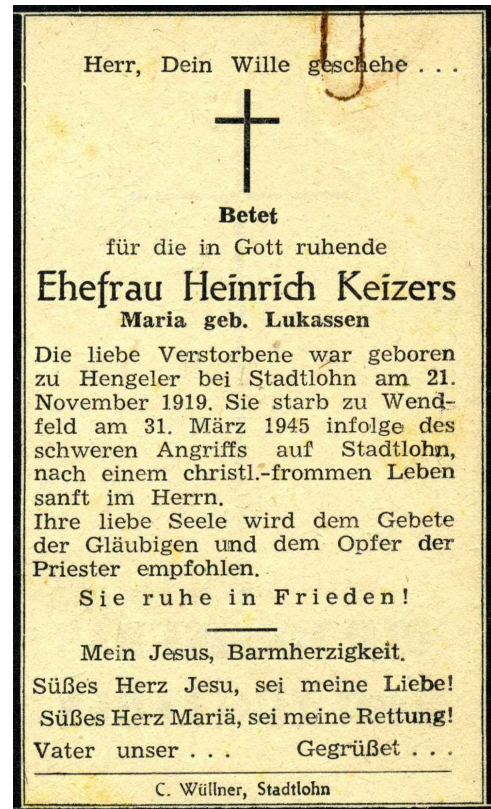 Herr, Dein Wille geschehe . . .
Betet
für die in Gott ruhende
Ehefrau Heinrich Keizers
Maria geb. Lukassen
Die liebe Verstorbene war geboren
zu Hengeler bei Stadtlohn am 21.
November 1919. Sie starb zu Wend-
feld am 31. März 1945 infolge des
schweren Angriffs auf Stadtlohn,
nach einem christl.-frommen Leben
sanft im Herrn.
Ihre liebe Seele wird dem Gebete
der Gläubigen und dem Opfer der
Priester empfohlen.
Sie ruhe in Frieden!
Mein Jesus, Barmherzigkeit.
Süßes Herz Jesu, sei meine Liebe!
Süßes Herz Mariä, sei meine Rettung!
Vater unser . . . Gegrüßet . . .
C. Wüllner, Stadtlohn